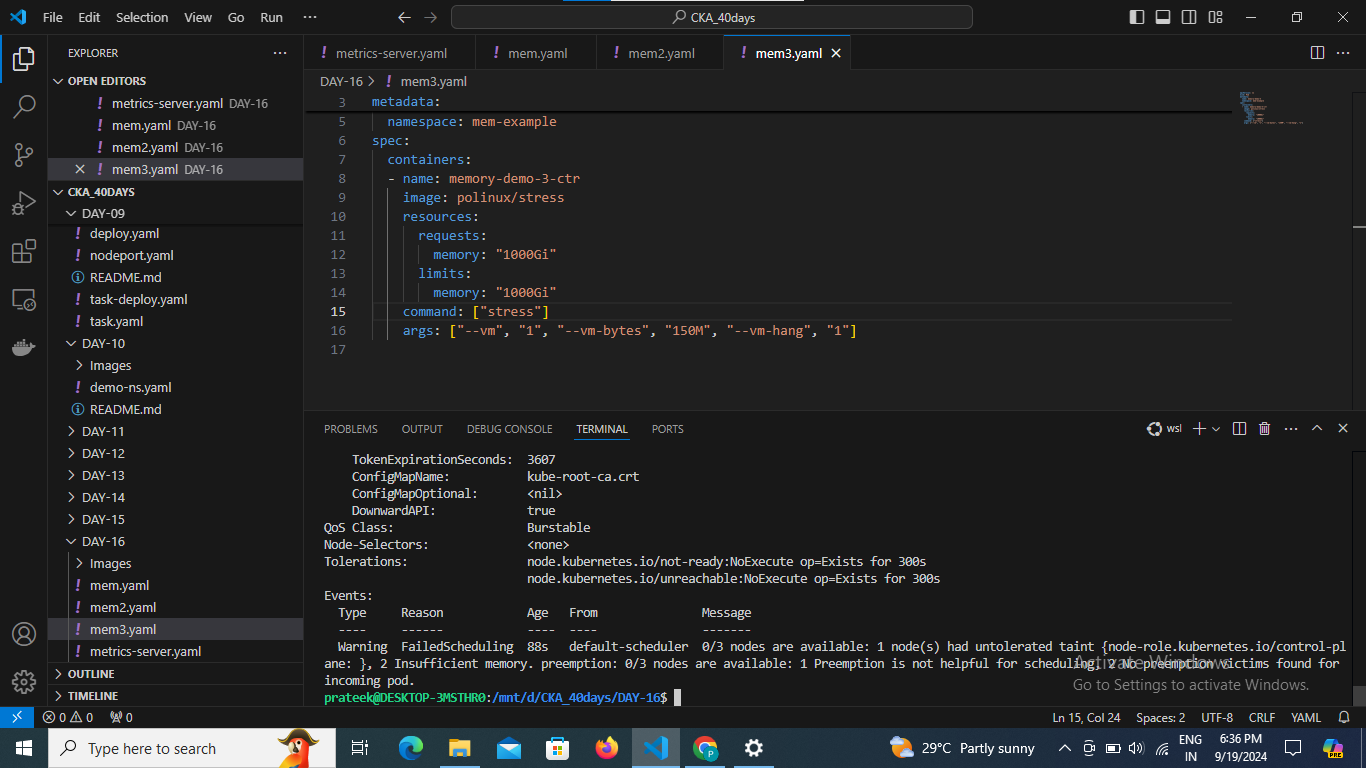 File Edit Selection View Go Run ···
CKA_40days
EXPLORER
OPEN EDITORS
! metrics-server.yaml DAY-16
! mem.yaml DAY-16
! mem2.yaml DAY-16
! mem3.yaml DAY-16
CKA_40DAYS
DAY-09
! deploy.yaml
! nodeport.yaml
README.md
! task-deploy.yaml
! task.yaml
DAY-10
Images
! demo-ns.yaml
README.md
DAY-11
DAY-12
DAY-13
DAY-14
DAY-15
DAY-16
Images
! mem.yaml
! mem2.yaml
! mem3.yaml
! metrics-server.yaml
OUTLINE
TIMELINE
! metrics-server.yaml ! mem.yaml ! mem2.yaml ! mem3.yaml
DAY-16 > ! mem3.yaml
3 metadata:
5 namespace: mem-example
6 spec:
7 containers:
8 - name: memory-demo-3-ctr
9 image: polinux/stress
10 resources:
11 requests:
12 memory: "1000Gi"
13 limits:
14 memory: "1000Gi"
15 command: ["stress"]
16 args: ["--vm", "1", "--vm-bytes", "150M", "--vm-hang", "1"]
17
PROBLEMS OUTPUT DEBUG CONSOLE TERMINAL PORTS
wsl
TokenExpirationSeconds: 3607
ConfigMapName: kube-root-ca.crt
ConfigMapOptional: <nil>
DownwardAPI: true
QoS Class: Burstable
Node-Selectors: <none>
Tolerations: node.kubernetes.io/not-ready:NoExecute op=Exists for 300s
node.kubernetes.io/unreachable:NoExecute op=Exists for 300s
Events:
Type Reason Age From Message
---- ------ ---- ---- -------
Warning FailedScheduling 88s default-scheduler 0/3 nodes are available: 1 node(s) had untolerated taint {node-role.kubernetes.io/control-pl
ane: }, 2 Insufficient memory. preemption: 0/3 nodes are available: 1 Preemption is not helpful for scheduling, 2 No preemption victims found for
incoming pod.
prateek@DESKTOP-3MSTHR0:/mnt/d/CKA_40days/DAY-16$
Activate Windows
Go to Settings to activate Windows.
0 0 0
Ln 15, Col 24 Spaces: 2 UTF-8 CRLF YAML
Type here to search
29°C Partly sunny
ENG
IN
6:36 PM
9/19/2024
PRE